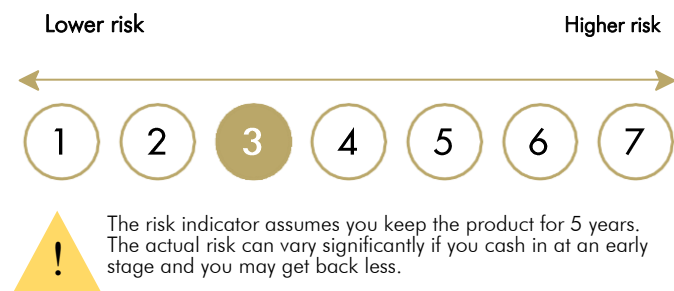 Lower risk Higher risk
1 2 3 4 5 6 7
!
The risk indicator assumes you keep the product for 5 years.
The actual risk can vary significantly if you cash in at an early
stage and you may get back less.